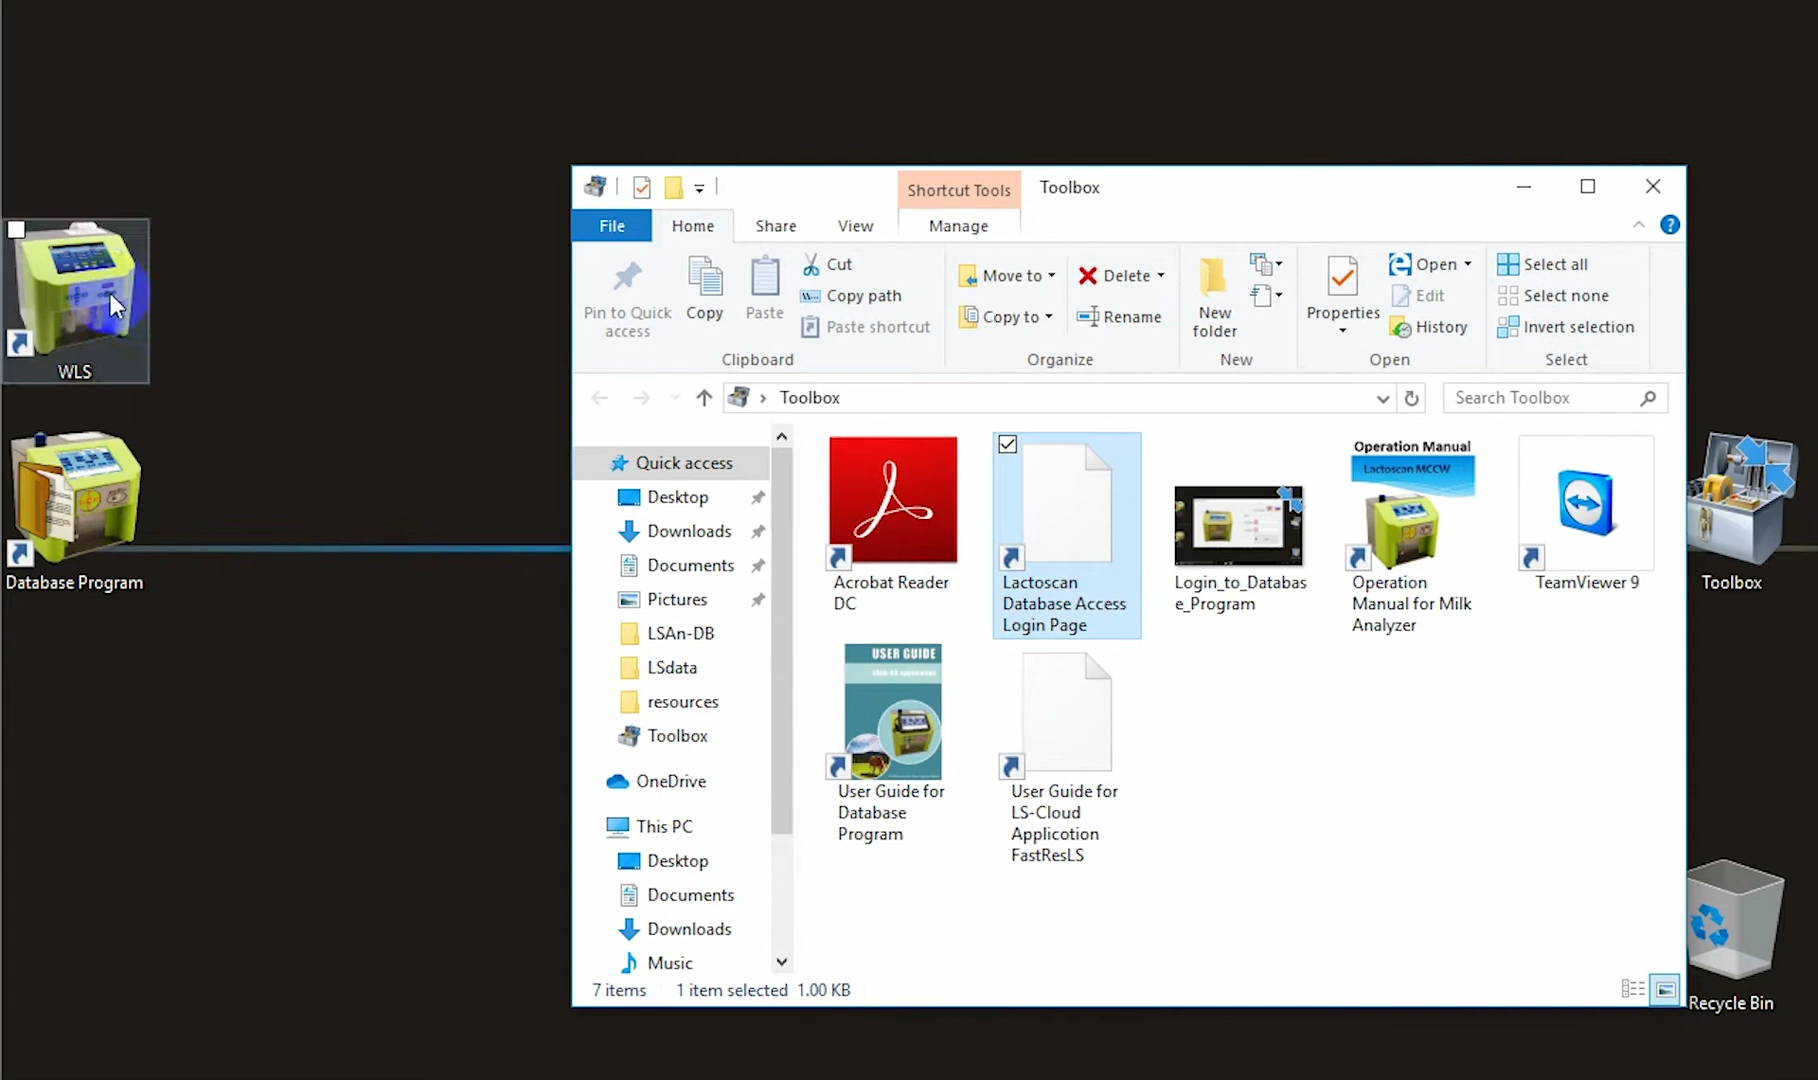 WLS
Database Program
Shortcut Tools
Toolbox
File
Home
Share
View
Manage
Pin to Quick
access
Copy
Paste
Cut
Copy path
Paste shortcut
Clipboard
Move to
Copy to
Delete
Rename
Organize
New
folder
New
Properties
Open
Edit
History
Open
Select all
Select none
Invert selection
Select
Toolbox
Search Toolbox
Quick access
Desktop
Downloads
Documents
Pictures
LSAn-DB
LSdata
resources
Toolbox
OneDrive
This PC
Desktop
Documents
Downloads
Music
Acrobat Reader
DC
Lactoscan
Database Access
Login Page
Login_to_Databas
e_Program
Operation Manual
Lactoscan MCCW
Operation
Manual for Milk
Analyzer
TeamViewer 9
USER GUIDE
User Guide for
Database
Program
User Guide for
LS-Cloud
Application
FastResLS
7 items
1 item selected 1.00 KB
Toolbox
Recycle Bin